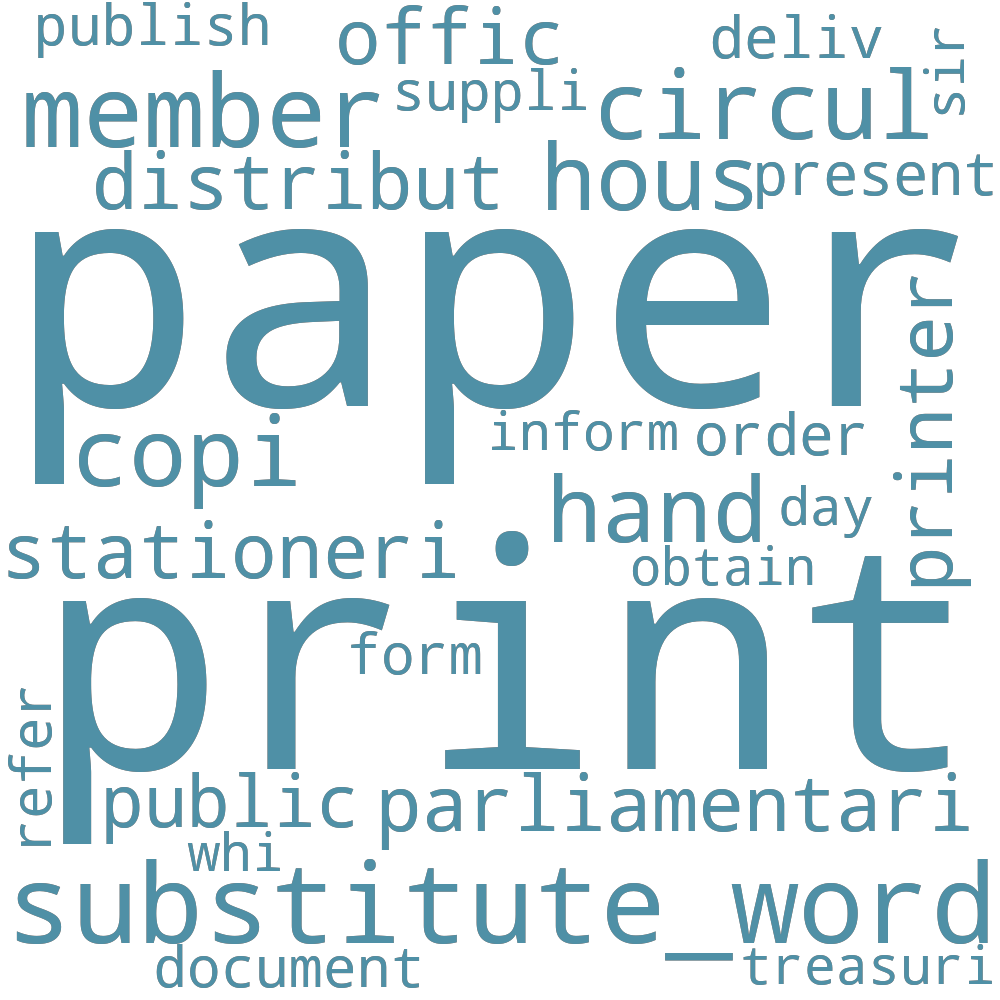 publish
offic
deliv
sir
member
suppli
circul
distribut
hous
present
paper
printer
copi
inform
order
hand
day
stationeri
obtain
print
form
refer
public
parliamentari
whi
substitute_word
document
treasuri